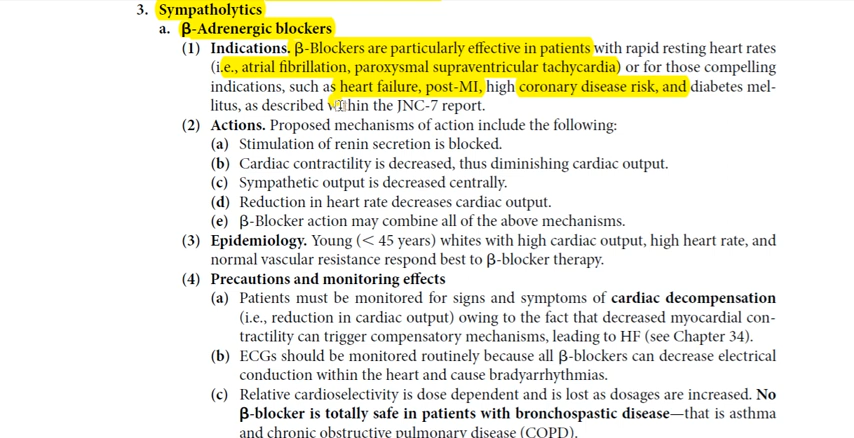 3. Sympatholytics
a. β-Adrenergic blockers
(1) Indications. β-Blockers are particularly effective in patients with rapid resting heart rates
(i.e., atrial fibrillation, paroxysmal supraventricular tachycardia) or for those compelling
indications, such as heart failure, post-MI, high coronary disease risk, and diabetes mel-
litus, as described within the JNC-7 report.
(2) Actions. Proposed mechanisms of action include the following:
(a) Stimulation of renin secretion is blocked.
(b) Cardiac contractility is decreased, thus diminishing cardiac output.
(c) Sympathetic output is decreased centrally.
(d) Reduction in heart rate decreases cardiac output.
(e) β-Blocker action may combine all of the above mechanisms.
(3) Epidemiology. Young (< 45 years) whites with high cardiac output, high heart rate, and
normal vascular resistance respond best to β-blocker therapy.
(4) Precautions and monitoring effects
(a) Patients must be monitored for signs and symptoms of cardiac decompensation
(i.e., reduction in cardiac output) owing to the fact that decreased myocardial con-
tractility can trigger compensatory mechanisms, leading to HF (see Chapter 34).
(b) ECGs should be monitored routinely because all β-blockers can decrease electrical
conduction within the heart and cause bradyarrhythmias.
(c) Relative cardioselectivity is dose dependent and is lost as dosages are increased. No
β-blocker is totally safe in patients with bronchospastic disease—that is asthma
and chronic obstructive pulmonary disease (COPD).